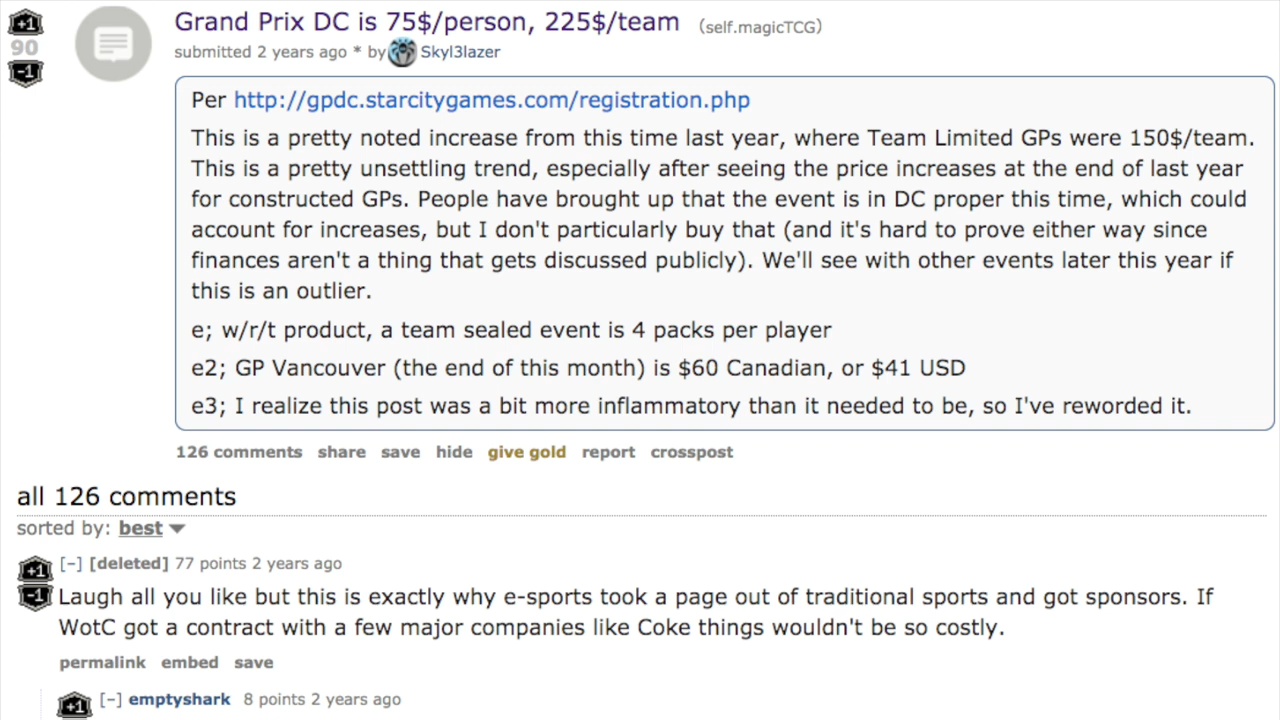 +1
Grand Prix DC is 75$/person, 225$/team (self.magicTCG)
90
submitted 2 years ago * by Skyl3lazer
-1
Per http://gpdc.starcitygames.com/registration.php
This is a pretty noted increase from this time last year, where Team Limited GPs were 150$/team.
This is a pretty unsettling trend, especially after seeing the price increases at the end of last year
for constructed GPs. People have brought up that the event is in DC proper this time, which could
account for increases, but I don't particularly buy that (and it's hard to prove either way since
finances aren't a thing that gets discussed publicly). We'll see with other events later this year if
this is an outlier.
e; w/r/t product, a team sealed event is 4 packs per player
e2; GP Vancouver (the end of this month) is $60 Canadian, or $41 USD
e3; I realize this post was a bit more inflammatory than it needed to be, so I've reworded it.
126 comments share save hide give gold report crosspost
all 126 comments
sorted by: best
+1 [–] [deleted] 77 points 2 years ago
-1 Laugh all you like but this is exactly why e-sports took a page out of traditional sports and got sponsors. If
WotC got a contract with a few major companies like Coke things wouldn't be so costly.
permalink embed save
+1 [–] emptyshark 8 points 2 years ago